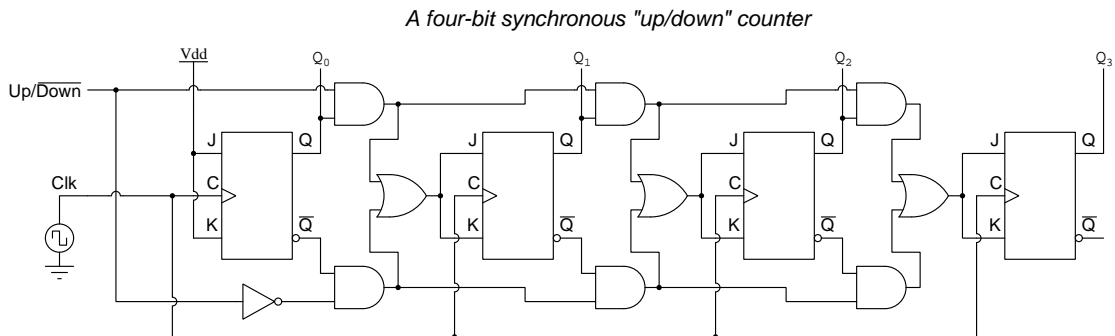 A four-bit synchronous "up/down" counter
Vdd
Q0 Q1 Q2 Q3
Up/Down
J Q J Q J Q J Q
Clk
C C C C
K Q K Q K Q K Q